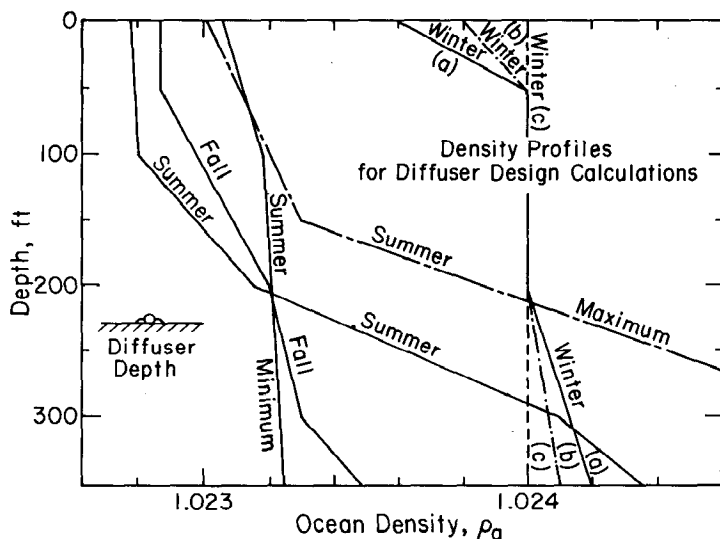 0
100
200
300
Depth, ft
1.023
1.024
Ocean Density, ρa
Winter
(a)
Winter
(b)
Winter
(c)
Density Profiles
for Diffuser Design Calculations
Summer
Fall
Summer
Summer
Maximum
Summer
Diffuser
Depth
Minimum
Fall
Winter
(c)
(b)
(a)